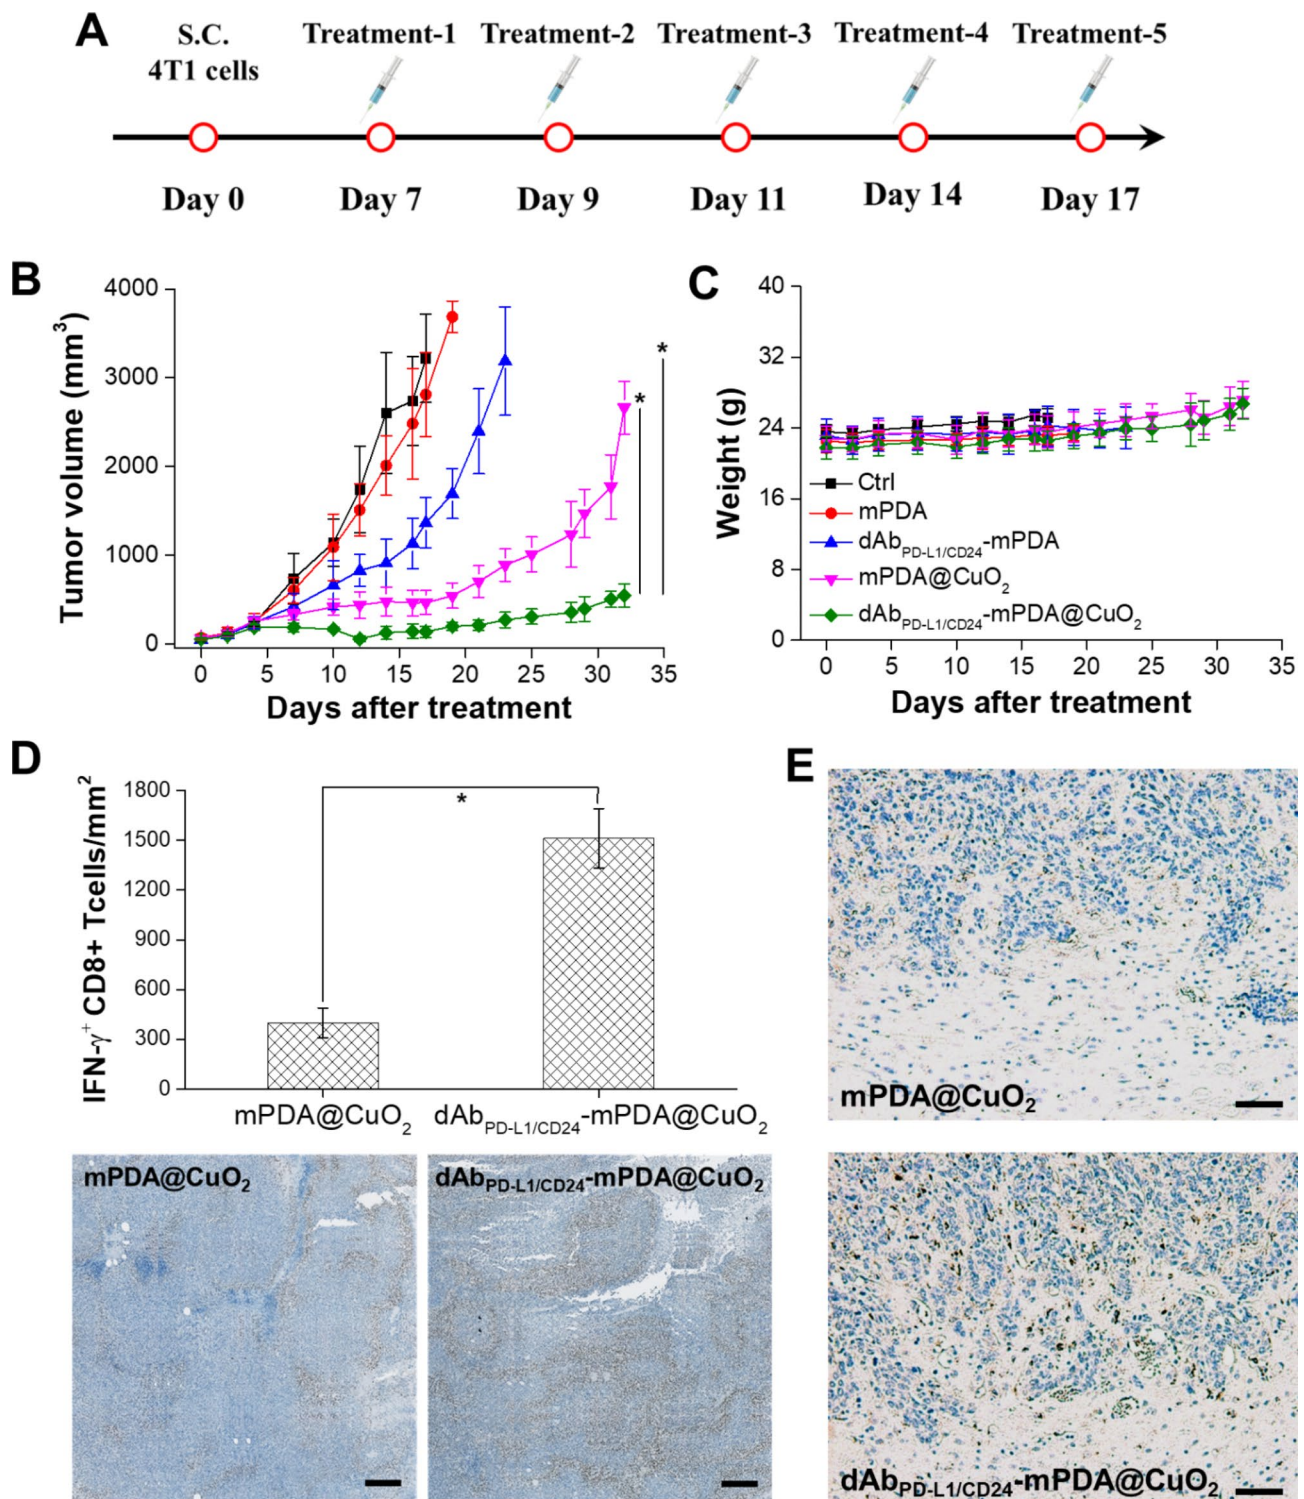 A
S.C.
4T1 cells
Treatment-1
Treatment-2
Treatment-3
Treatment-4
Treatment-5
Day 0
Day 7
Day 9
Day 11
Day 14
Day 17
B
Tumor volume (mm³)
4000
3000
2000
1000
0
0 5 10 15 20 25 30 35
Days after treatment
*
*
C
Weight (g)
40
32
24
16
8
0
Ctrl
mPDA
dAb_PD-L1/CD24-mPDA
mPDA@CuO₂
dAb_PD-L1/CD24-mPDA@CuO₂
0 5 10 15 20 25 30 35
Days after treatment
D
IFN-γ⁺ CD8+ Tcells/mm²
1800
1500
1200
900
600
300
0
*
mPDA@CuO₂
dAb_PD-L1/CD24-mPDA@CuO₂
mPDA@CuO₂
dAb_PD-L1/CD24-mPDA@CuO₂
E
mPDA@CuO₂
dAb_PD-L1/CD24-mPDA@CuO₂